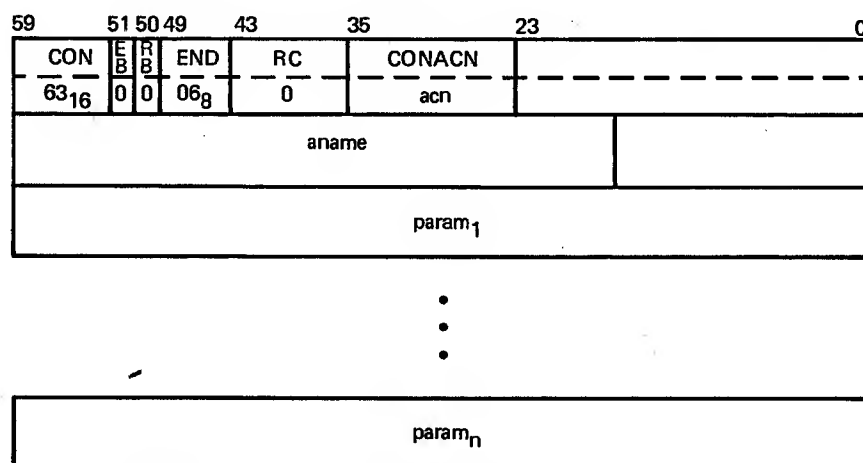 59 51 50 49 43 35 23 0
CON EB RB END RC CONACN
63₁₆ 0 0 06₈ 0 acn
aname
param₁
paramₙ